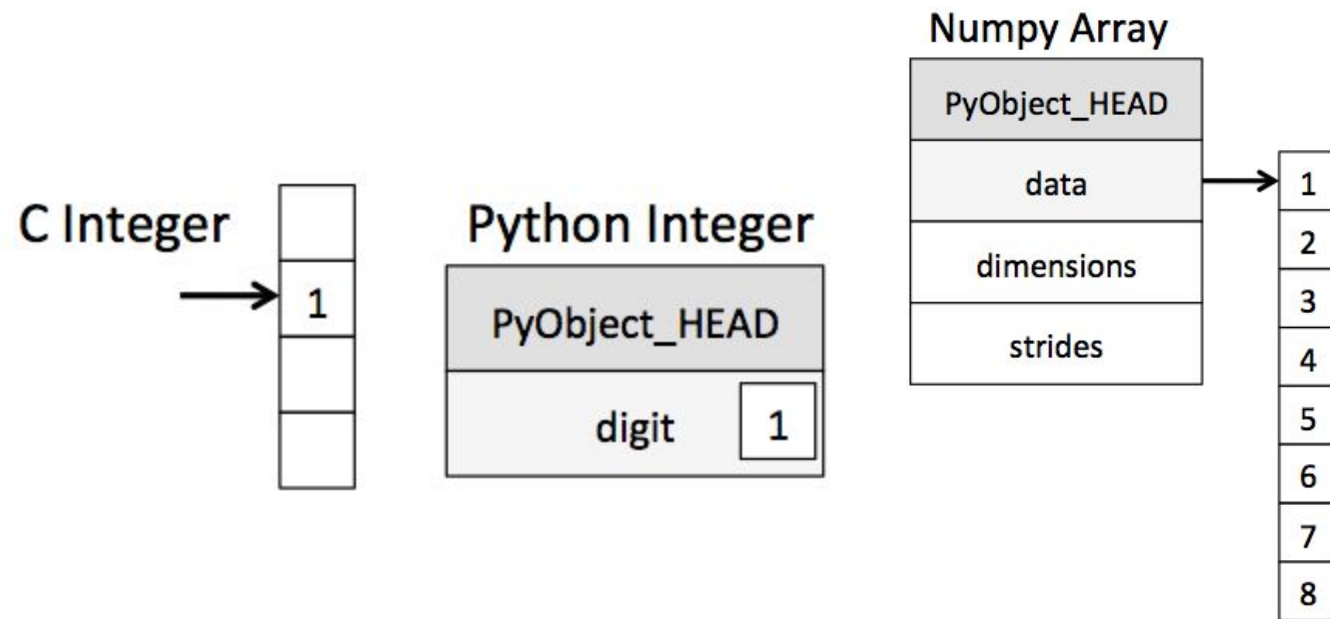 C Integer
1
Python Integer
PyObject_HEAD
digit 1
Numpy Array
PyObject_HEAD
data
dimensions
strides
1
2
3
4
5
6
7
8